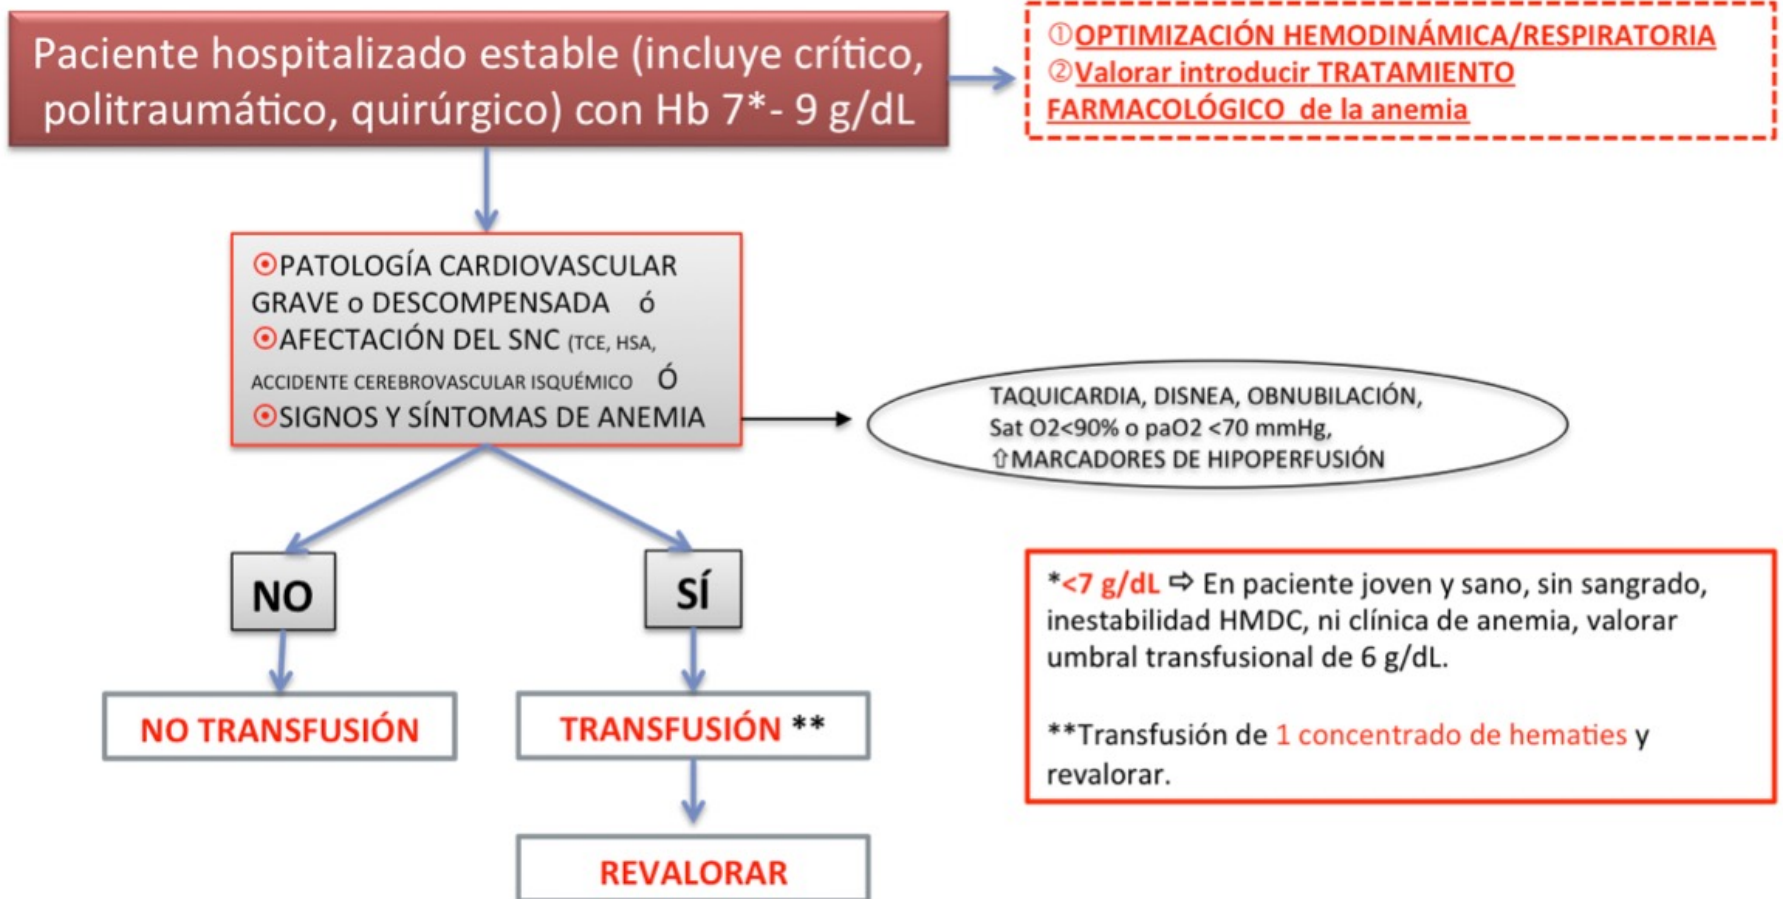 Paciente hospitalizado estable (incluye crítico,
politraumático, quirúrgico) con Hb 7*- 9 g/dL
①OPTIMIZACIÓN HEMODINÁMICA/RESPIRATORIA
②Valorar introducir TRATAMIENTO
FARMACOLÓGICO de la anemia
☉PATOLOGÍA CARDIOVASCULAR
GRAVE o DESCOMPENSADA ó
☉AFECTACIÓN DEL SNC (TCE, HSA,
ACCIDENTE CEREBROVASCULAR ISQUÉMICO Ó
☉SIGNOS Y SÍNTOMAS DE ANEMIA
TAQUICARDIA, DISNEA, OBNUBILACIÓN,
Sat O2<90% o paO2 <70 mmHg,
⇧MARCADORES DE HIPOPERFUSIÓN
NO
SÍ
NO TRANSFUSIÓN
TRANSFUSIÓN **
REVALORAR
*<7 g/dL ⇨ En paciente joven y sano, sin sangrado,
inestabilidad HMDC, ni clínica de anemia, valorar
umbral transfusional de 6 g/dL.
**Transfusión de 1 concentrado de hematies y
revalorar.